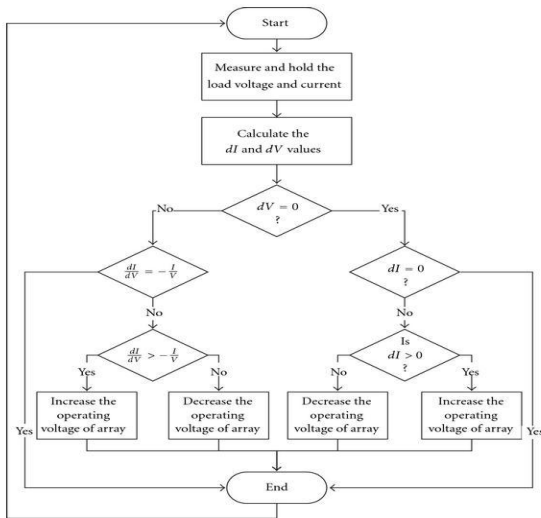 Start
Measure and hold the
load voltage and current
Calculate the
dI and dV values
dV = 0
?
No
Yes
dI/dV = − I/V
dI = 0
?
No
No
dI/dV > − I/V
Is
dI > 0
?
Yes
No
No
Yes
Increase the
operating
voltage of array
Decrease the
operating
voltage of array
Decrease the
operating
voltage of array
Increase the
operating
voltage of array
Yes
Yes
End